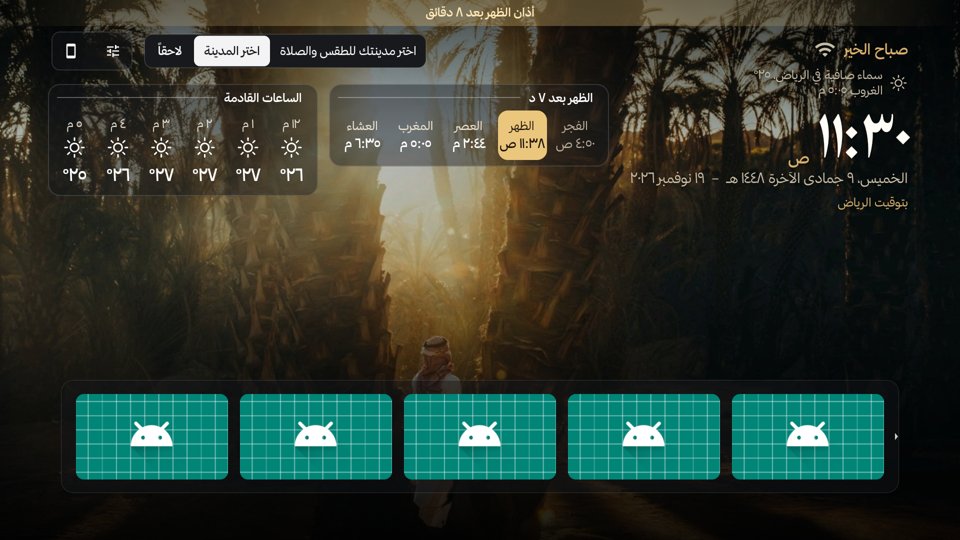 أذان الظهر بعد ٨ دقائق
صباح الخير
سماء صافية في الرياض، ٢٥°
الغروب ٥:٠٥ م
١١:٣٠ ص
الخميس، ٩ جمادى الآخرة ١٤٤٨ هـ – ١٩ نوفمبر ٢٠٢٦
بتوقيت الرياض
اختر مدينتك للطقس والصلاة
اختر المدينة
لاحقاً
الظهر بعد ٧ د
الفجر الظهر العصر المغرب العشاء
٤:٥٠ ص ١١:٣٨ ص ٢:٤٤ م ٥:٠٥ م ٦:٣٥ م
الساعات القادمة
١٢ م ١ م ٢ م ٣ م ٤ م ٥ م
٢٦° ٢٧° ٢٧° ٢٧° ٢٦° ٢٥°